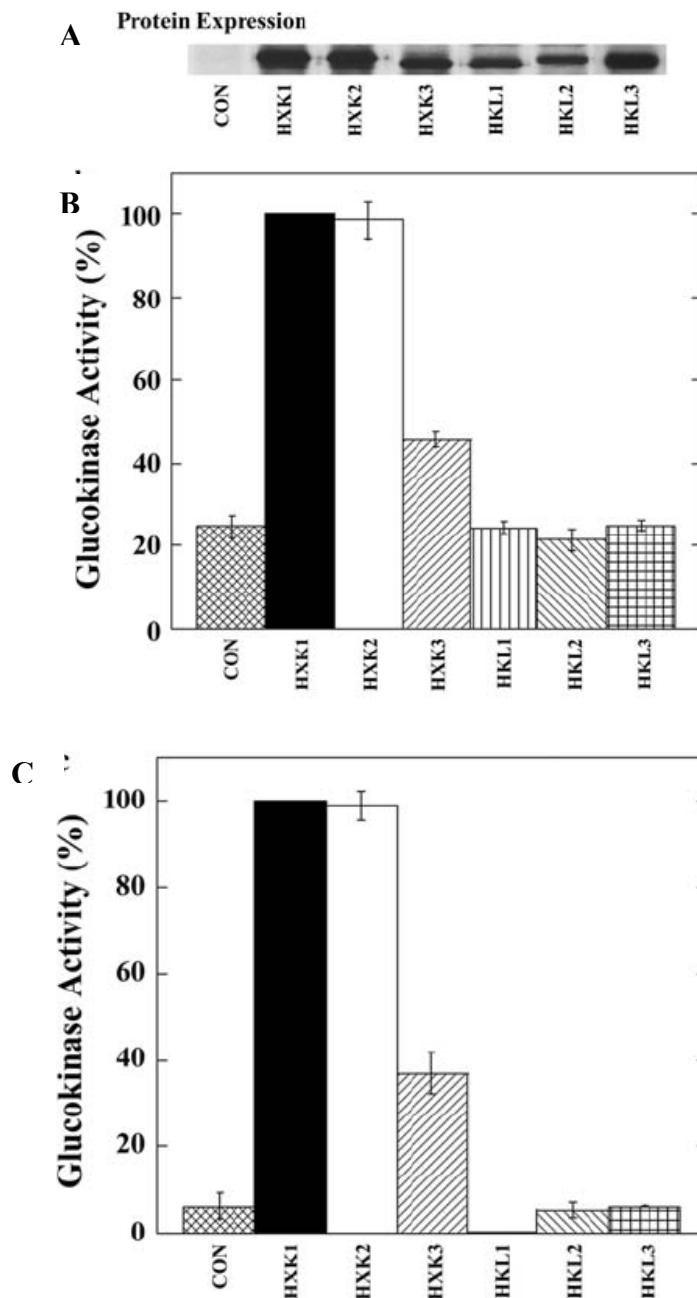 Protein Expression
A
CON HXK1 HXK2 HXK3 HKL1 HKL2 HKL3
B
Glucokinase Activity (%)
100
80
60
40
20
0
CON HXK1 HXK2 HXK3 HKL1 HKL2 HKL3
C
Glucokinase Activity (%)
100
80
60
40
20
0
CON HXK1 HXK2 HXK3 HKL1 HKL2 HKL3